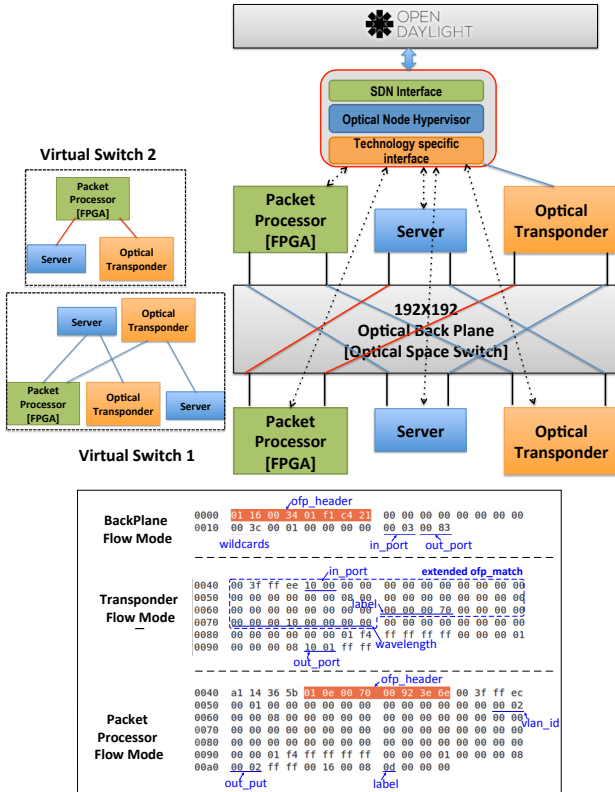 OPEN
DAYLIGHT
SDN Interface
Optical Node Hypervisor
Technology specific
interface
Virtual Switch 2
Packet
Processor
[FPGA]
Server
Optical
Transponder
Packet
Processor
[FPGA]
Server
Optical
Transponder
192X192
Optical Back Plane
[Optical Space Switch]
Server
Optical
Transponder
Packet
Processor
[FPGA]
Optical
Transponder
Server
Virtual Switch 1
Packet
Processor
[FPGA]
Server
Optical
Transponder
ofp_header
BackPlane
Flow Mode
0000 01 16 00 34 01 f1 c4 21 00 00 00 00 00 00 00 00
0010 00 3c 00 01 00 00 00 00 00 03 00 83
wildcards
in_port
out_port
in_port
extended ofp_match
Transponder
Flow Mode
0040 00 3f ff ee 10 00 00 00 00 00 00 00 00 00 00 00
0050 00 00 00 00 00 00 08 00 00 00 00 00 00 00 00 00
label
0060 00 00 00 00 00 00 00 00 00 00 00 70 00 00 00 00
0070 00 00 00 10 00 00 00 00 00 00 00 00 00 00 00 00
wavelength
0080 00 00 00 00 00 00 01 f4 ff ff ff ff 00 00 00 01
0090 00 00 00 08 10 01 ff ff
out_port
ofp_header
Packet
Processor
Flow Mode
0040 a1 14 36 5b 01 0e 00 70 00 92 3e 6e 00 3f ff ec
0050 00 01 00 00 00 00 00 00 00 00 00 00 00 00 00 02
vlan_id
0060 00 00 08 00 00 00 00 00 00 00 00 00 00 00 00 00
0070 00 00 00 00 00 00 00 00 00 00 00 00 00 00 00 00
0080 00 00 00 00 00 00 00 00 00 00 00 00 00 00 00 00
0090 00 00 01 f4 ff ff ff ff 00 00 00 01 00 00 00 08
00a0 00 02 ff ff 00 16 00 08 0d 00 00 00
out_put
label